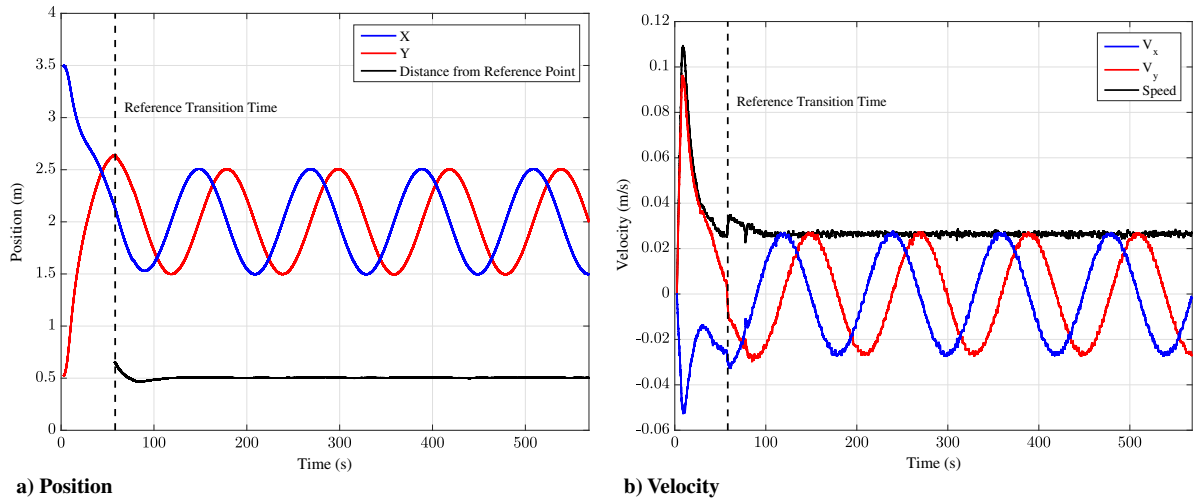 4
3.5
3
2.5
2
1.5
1
0.5
0
Position (m)
X
Y
Distance from Reference Point
Reference Transition Time
0 100 200 300 400 500
Time (s)
a) Position
0.12
0.1
0.08
0.06
0.04
0.02
0
-0.02
-0.04
-0.06
Velocity (m/s)
V_x
V_y
Speed
Reference Transition Time
0 100 200 300 400 500
Time (s)
b) Velocity